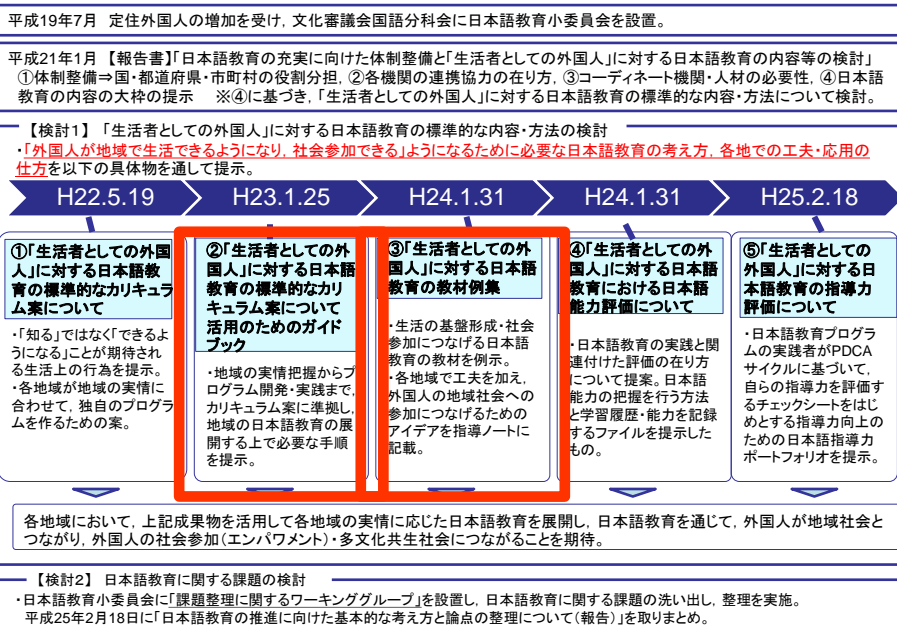 平成19年7月　定住外国人の増加を受け，文化審議会国語分科会に日本語教育小委員会を設置。
平成21年1月　【報告書】「日本語教育の充実に向けた体制整備と「生活者としての外国人」に対する日本語教育の内容等の検討」
①体制整備⇒国・都道府県・市町村の役割分担，②各機関の連携協力の在り方，③コーディネート機関・人材の必要性，④日本語
教育の内容の大枠の提示　※④に基づき，「生活者としての外国人」に対する日本語教育の標準的な内容・方法について検討。
【検討1】　「生活者としての外国人」に対する日本語教育の標準的な内容・方法の検討
・「外国人が地域で生活できるようになり，社会参加できる」ようになるために必要な日本語教育の考え方，各地での工夫・応用の
仕方を以下の具体物を通して提示。
H22.5.19
H23.1.25
H24.1.31
H24.1.31
H25.2.18
①「生活者としての外国
人」に対する日本語教
育の標準的なカリキュラ
ム案について
・「知る」ではなく「できるよ
うになる」ことが期待され
る生活上の行為を提示。
・各地域が地域の実情に
合わせて，独自のプログラ
ムを作るための案。
②「生活者としての外
国人」に対する日本語
教育の標準的なカリ
キュラム案について
活用のためのガイド
ブック
・地域の実情把握からプ
ログラム開発・実践まで，
カリキュラム案に準拠し，
地域の日本語教育の展
開する上で必要な手順
を提示。
③「生活者としての外
国人」に対する日本語
教育の教材例集
・生活の基盤形成・社会
参加につなげる日本語
教育の教材を例示。
・各地域で工夫を加え，
外国人の地域社会への
参加につなげるための
アイデアを指導ノートに
記載。
④「生活者としての外
国人」に対する日本語
教育における日本語
能力評価について
・日本語教育の実践と関
連付けた評価の在り方
について提案。日本語
能力の把握を行う方法
と学習履歴・能力を記録
するファイルを提示した
もの。
⑤「生活者としての
外国人」に対する日
本語教育の指導力
評価について
・日本語教育プログラ
ムの実践者がPDCA
サイクルに基づいて，
自らの指導力を評価す
るチェックシートをはじ
めとする指導力向上の
ための日本語指導力
ポートフォリオを提示。
各地域において，上記成果物を活用して各地域の実情に応じた日本語教育を展開し，日本語教育を通じて，外国人が地域社会と
つながり，外国人の社会参加（エンパワメント）・多文化共生社会につながることを期待。
【検討2】　日本語教育に関する課題の検討
・日本語教育小委員会に「課題整理に関するワーキンググループ」を設置し，日本語教育に関する課題の洗い出し，整理を実施。
平成25年2月18日に「日本語教育の推進に向けた基本的な考え方と論点の整理について（報告）」を取りまとめ。